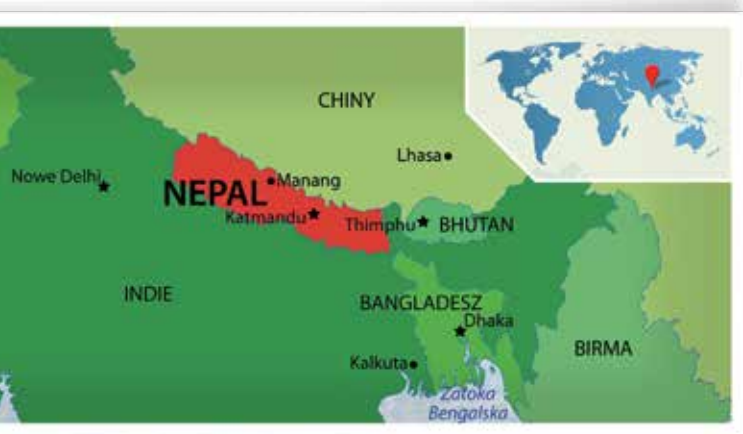 CHINY
Lhasa
Nowe Delhi
Manang
NEPAL
Katmandu
Thimphu
BHUTAN
INDIE
BANGLADESZ
Dhaka
BIRMA
Kalkuta
Zatoka
Bengalska